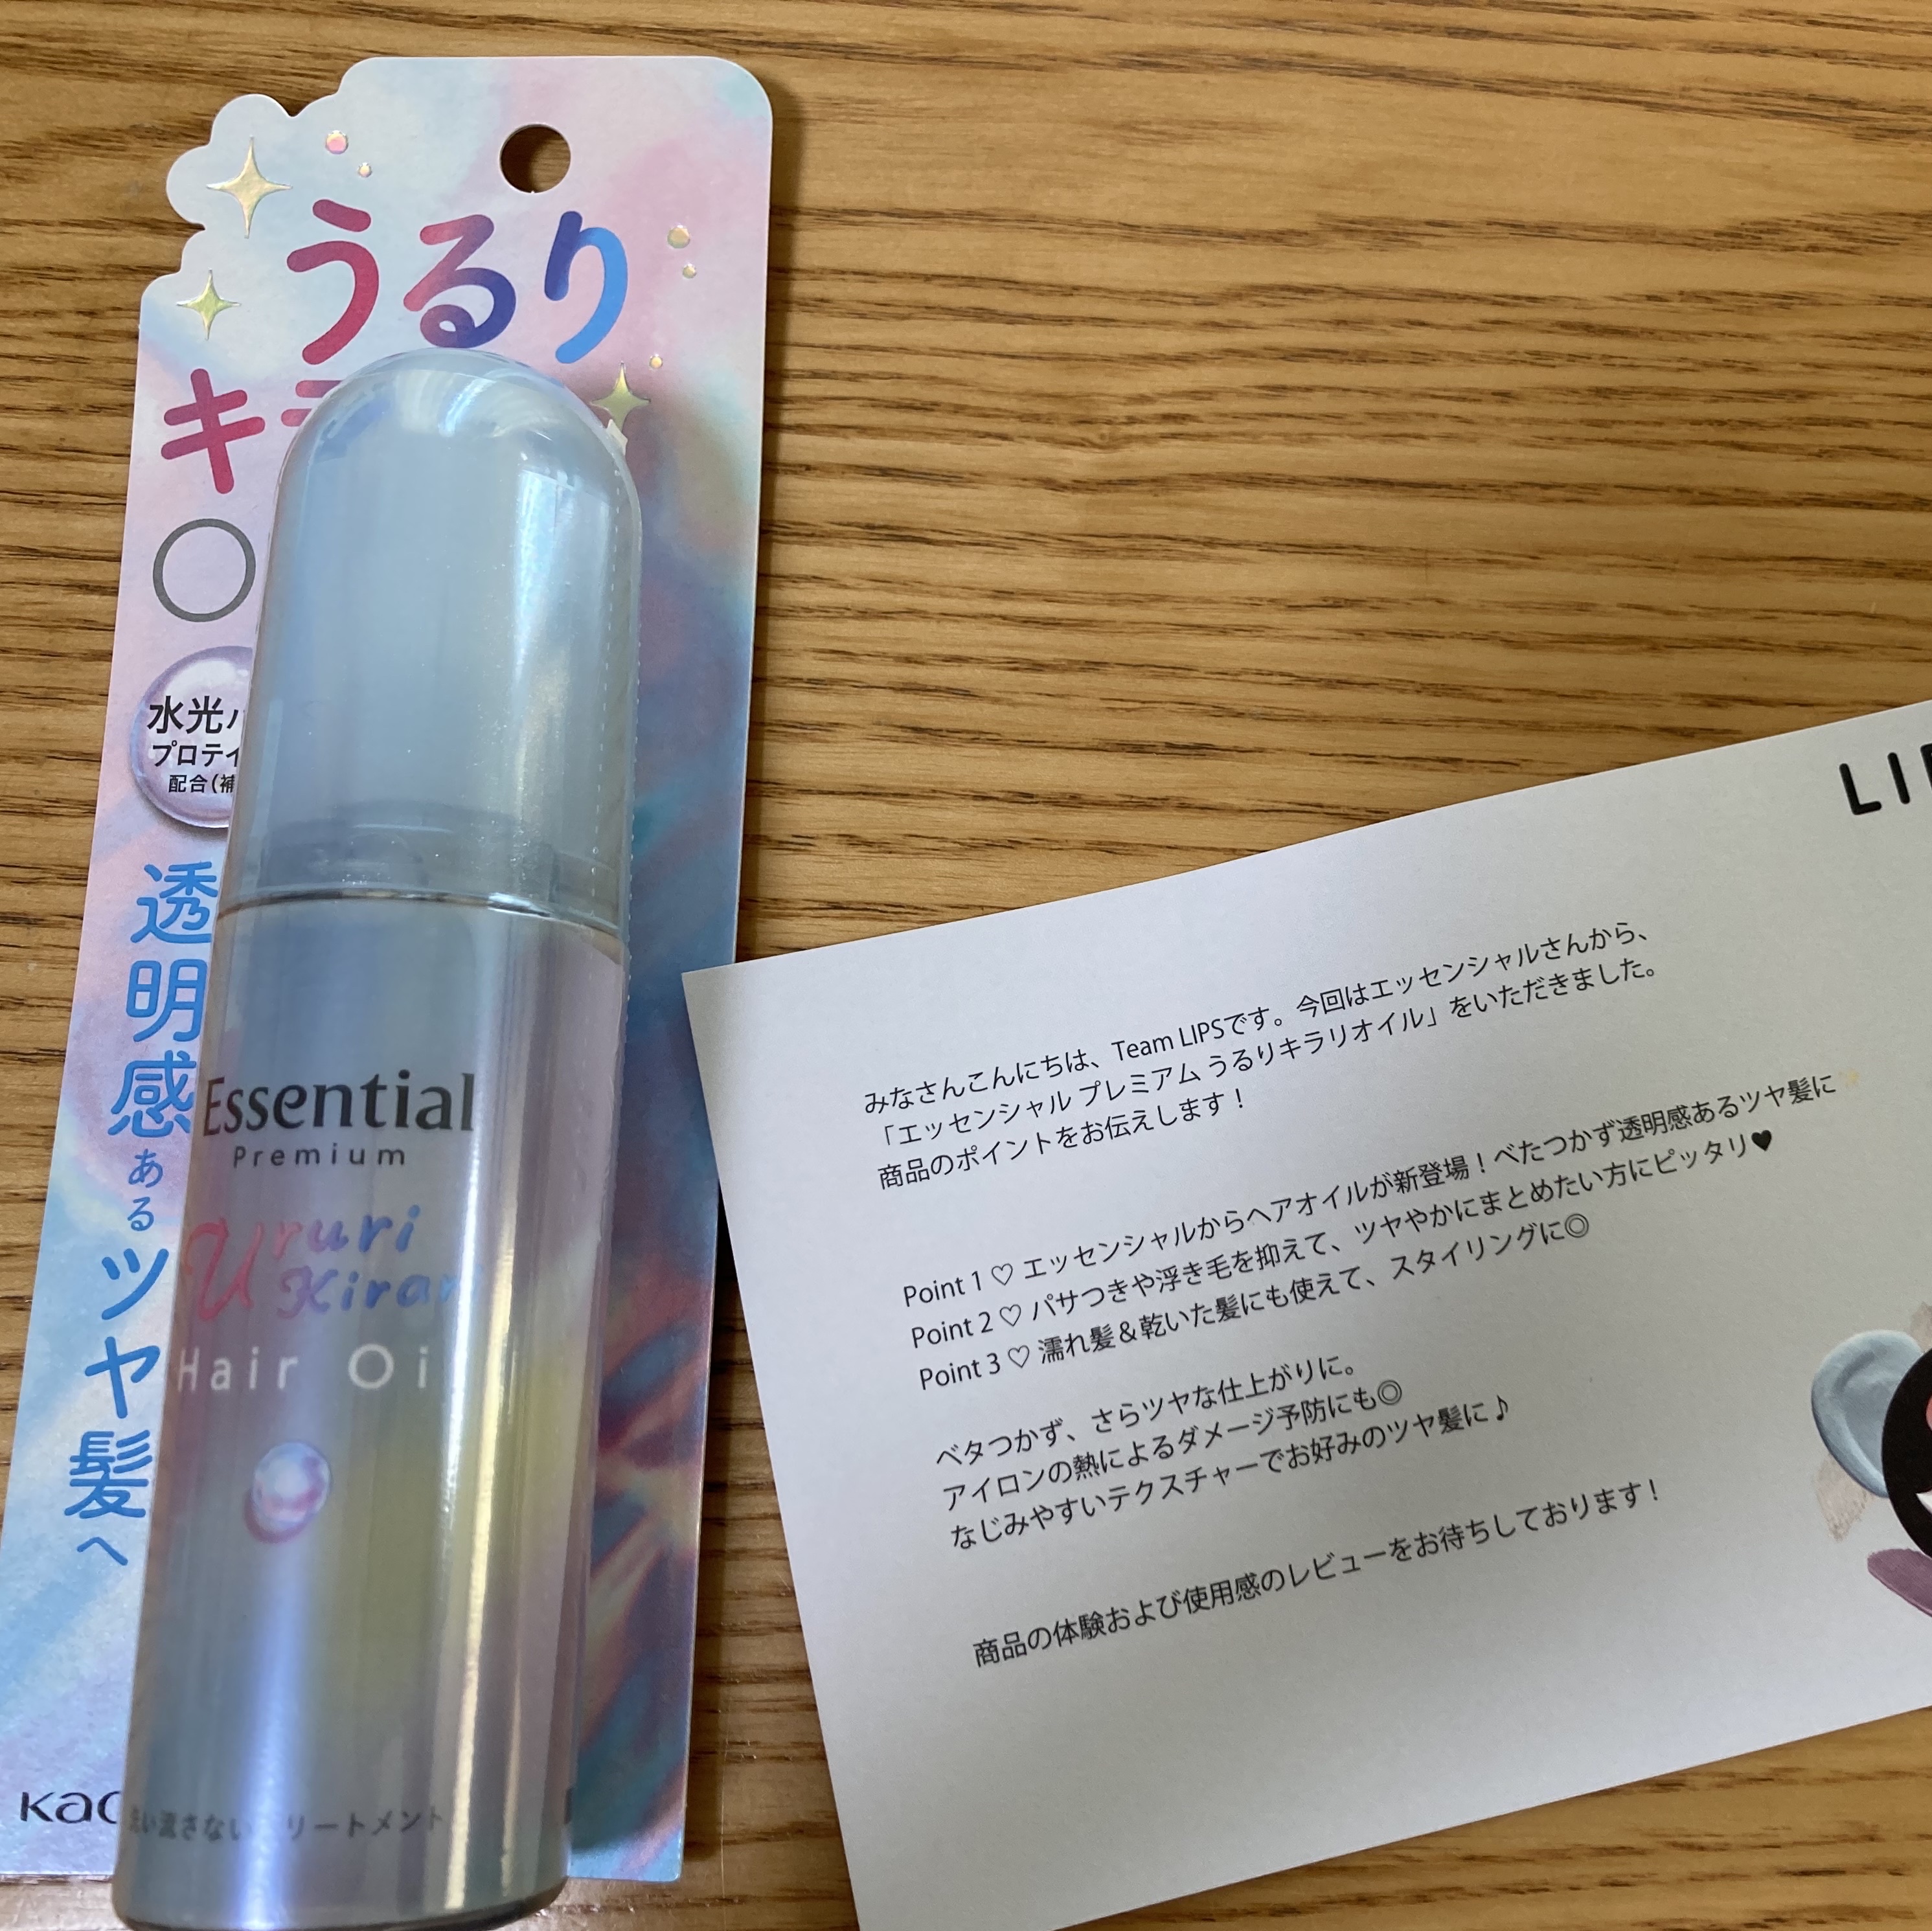 うるり
キラ
水光
プロテイ
配合(補
透明感あるツヤ髪へ
Essential
Premium
Ururi
Kirari
Hair Oi
Kao
洗い流さない トリートメント
LIP
みなさんこんにちは、Team LIPSです。今回はエッセンシャルさんから、
「エッセンシャル プレミアム うるりキラリオイル」をいただきました。
商品のポイントをお伝えします！
Point 1 ♡ エッセンシャルからヘアオイルが新登場！べたつかず透明感あるツヤ髪に✨
Point 2 ♡ パサつきや浮き毛を抑えて、ツヤやかにまとめたい方にピッタリ♥
Point 3 ♡ 濡れ髪＆乾いた髪にも使えて、スタイリングに◎
ベタつかず、さらツヤな仕上がりに。
アイロンの熱によるダメージ予防にも◎
なじみやすいテクスチャーでお好みのツヤ髪に♪
商品の体験および使用感のレビューをお待ちしております！